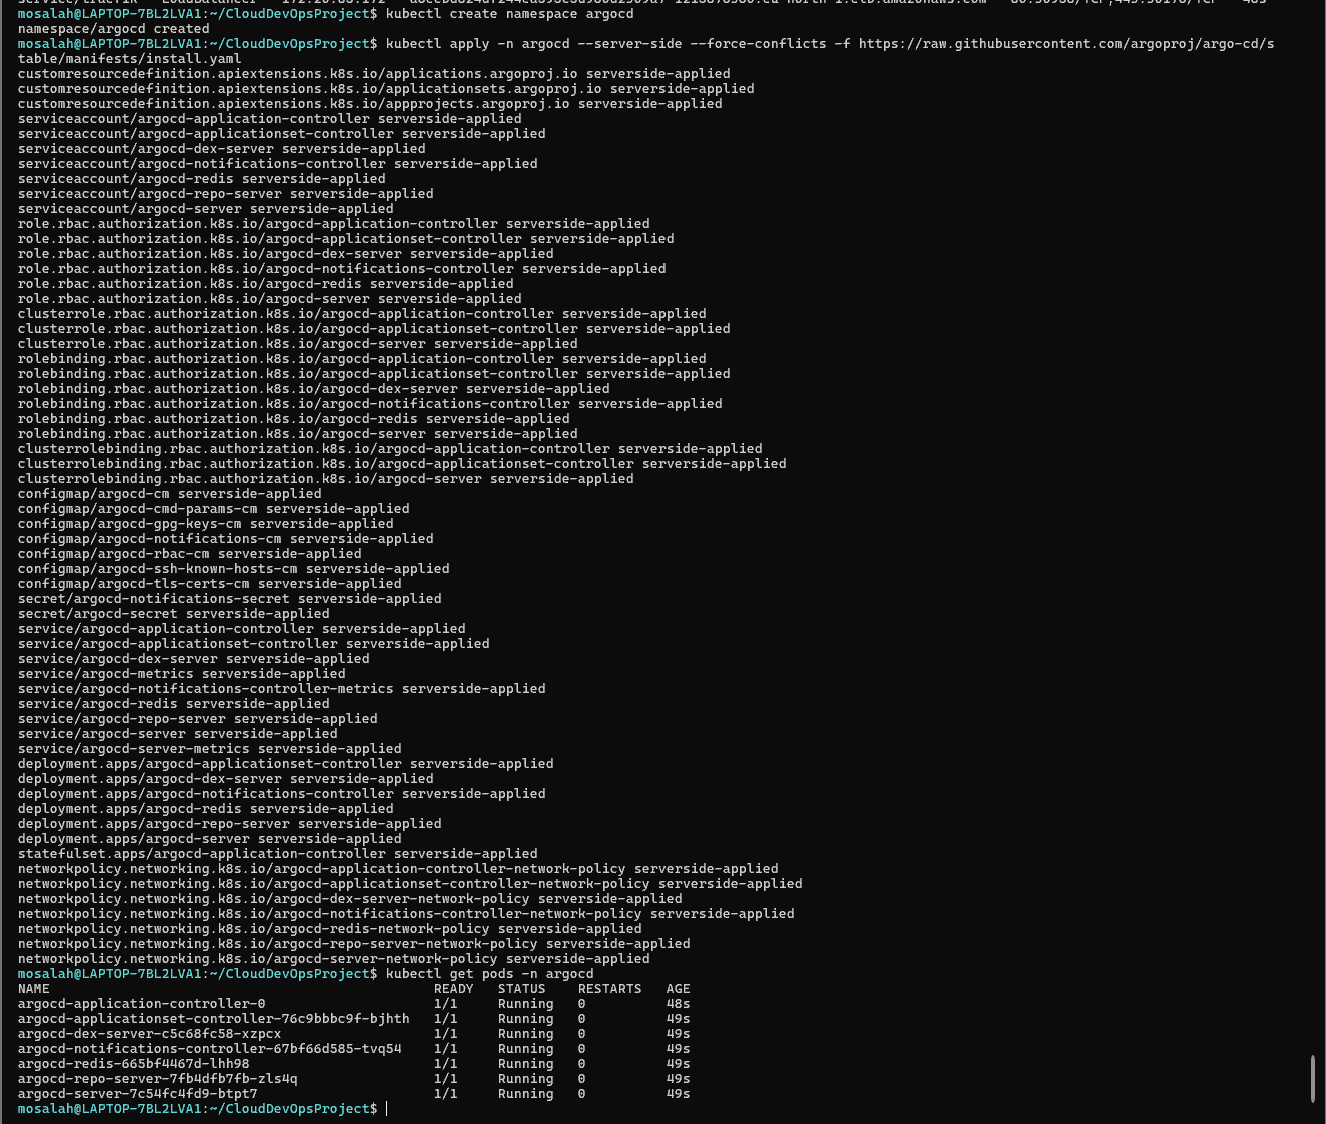 mosalah@LAPTOP-7BL2LVA1:~/CloudDevOpsProject$ kubectl create namespace argocd
namespace/argocd created
mosalah@LAPTOP-7BL2LVA1:~/CloudDevOpsProject$ kubectl apply -n argocd --server-side --force-conflicts -f https://raw.githubusercontent.com/argoproj/argo-cd/s
table/manifests/install.yaml
customresourcedefinition.apiextensions.k8s.io/applications.argoproj.io serverside-applied
customresourcedefinition.apiextensions.k8s.io/applicationsets.argoproj.io serverside-applied
customresourcedefinition.apiextensions.k8s.io/appprojects.argoproj.io serverside-applied
serviceaccount/argocd-application-controller serverside-applied
serviceaccount/argocd-applicationset-controller serverside-applied
serviceaccount/argocd-dex-server serverside-applied
serviceaccount/argocd-notifications-controller serverside-applied
serviceaccount/argocd-redis serverside-applied
serviceaccount/argocd-repo-server serverside-applied
serviceaccount/argocd-server serverside-applied
role.rbac.authorization.k8s.io/argocd-application-controller serverside-applied
role.rbac.authorization.k8s.io/argocd-applicationset-controller serverside-applied
role.rbac.authorization.k8s.io/argocd-dex-server serverside-applied
role.rbac.authorization.k8s.io/argocd-notifications-controller serverside-applied
role.rbac.authorization.k8s.io/argocd-redis serverside-applied
role.rbac.authorization.k8s.io/argocd-server serverside-applied
clusterrole.rbac.authorization.k8s.io/argocd-application-controller serverside-applied
clusterrole.rbac.authorization.k8s.io/argocd-applicationset-controller serverside-applied
clusterrole.rbac.authorization.k8s.io/argocd-server serverside-applied
rolebinding.rbac.authorization.k8s.io/argocd-application-controller serverside-applied
rolebinding.rbac.authorization.k8s.io/argocd-applicationset-controller serverside-applied
rolebinding.rbac.authorization.k8s.io/argocd-dex-server serverside-applied
rolebinding.rbac.authorization.k8s.io/argocd-notifications-controller serverside-applied
rolebinding.rbac.authorization.k8s.io/argocd-redis serverside-applied
rolebinding.rbac.authorization.k8s.io/argocd-server serverside-applied
clusterrolebinding.rbac.authorization.k8s.io/argocd-application-controller serverside-applied
clusterrolebinding.rbac.authorization.k8s.io/argocd-applicationset-controller serverside-applied
clusterrolebinding.rbac.authorization.k8s.io/argocd-server serverside-applied
configmap/argocd-cm serverside-applied
configmap/argocd-cmd-params-cm serverside-applied
configmap/argocd-gpg-keys-cm serverside-applied
configmap/argocd-notifications-cm serverside-applied
configmap/argocd-rbac-cm serverside-applied
configmap/argocd-ssh-known-hosts-cm serverside-applied
configmap/argocd-tls-certs-cm serverside-applied
secret/argocd-notifications-secret serverside-applied
secret/argocd-secret serverside-applied
service/argocd-application-controller serverside-applied
service/argocd-applicationset-controller serverside-applied
service/argocd-dex-server serverside-applied
service/argocd-metrics serverside-applied
service/argocd-notifications-controller-metrics serverside-applied
service/argocd-redis serverside-applied
service/argocd-repo-server serverside-applied
service/argocd-server serverside-applied
service/argocd-server-metrics serverside-applied
deployment.apps/argocd-applicationset-controller serverside-applied
deployment.apps/argocd-dex-server serverside-applied
deployment.apps/argocd-notifications-controller serverside-applied
deployment.apps/argocd-redis serverside-applied
deployment.apps/argocd-repo-server serverside-applied
deployment.apps/argocd-server serverside-applied
statefulset.apps/argocd-application-controller serverside-applied
networkpolicy.networking.k8s.io/argocd-application-controller-network-policy serverside-applied
networkpolicy.networking.k8s.io/argocd-applicationset-controller-network-policy serverside-applied
networkpolicy.networking.k8s.io/argocd-dex-server-network-policy serverside-applied
networkpolicy.networking.k8s.io/argocd-notifications-controller-network-policy serverside-applied
networkpolicy.networking.k8s.io/argocd-redis-network-policy serverside-applied
networkpolicy.networking.k8s.io/argocd-repo-server-network-policy serverside-applied
networkpolicy.networking.k8s.io/argocd-server-network-policy serverside-applied
mosalah@LAPTOP-7BL2LVA1:~/CloudDevOpsProject$ kubectl get pods -n argocd
NAME READY STATUS RESTARTS AGE
argocd-application-controller-0 1/1 Running 0 48s
argocd-applicationset-controller-76c9bbbc9f-bjhth 1/1 Running 0 49s
argocd-dex-server-c5c68fc58-xzpcx 1/1 Running 0 49s
argocd-notifications-controller-67bf66d585-tvq54 1/1 Running 0 49s
argocd-redis-665bf4467d-lhh98 1/1 Running 0 49s
argocd-repo-server-7fb4dfb7fb-zls4q 1/1 Running 0 49s
argocd-server-7c54fc4fd9-btpt7 1/1 Running 0 49s
mosalah@LAPTOP-7BL2LVA1:~/CloudDevOpsProject$